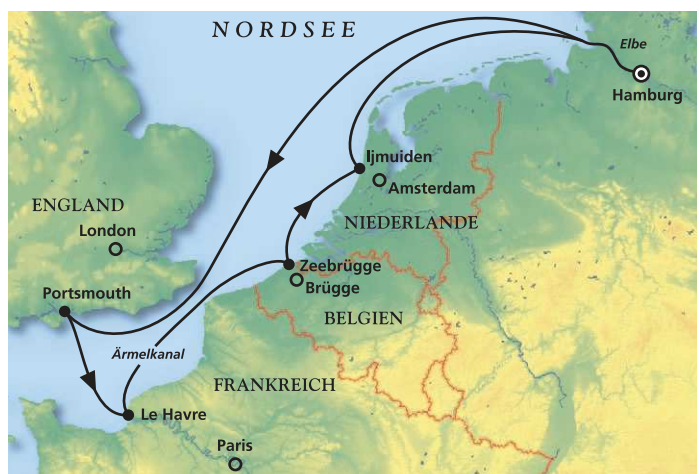 NORDSEE
Elbe
Hamburg
Ijmuiden
Amsterdam
ENGLAND
NIEDERLANDE
London
Zeebrügge
Brügge
Portsmouth
BELGIEN
Ärmelkanal
FRANKREICH
Le Havre
Paris